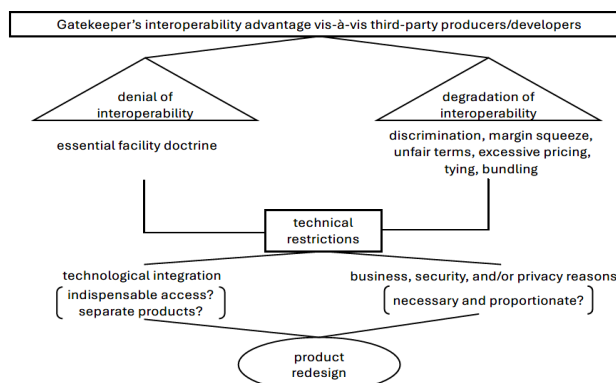 Gatekeeper's interoperability advantage vis-à-vis third-party producers/developers
denial of
interoperability
degradation of
interoperability
essential facility doctrine
discrimination, margin squeeze,
unfair terms, excessive pricing,
tying, bundling
technical
restrictions
technological integration
indispensable access?
separate products?
business, security, and/or privacy reasons
necessary and proportionate?
product
redesign